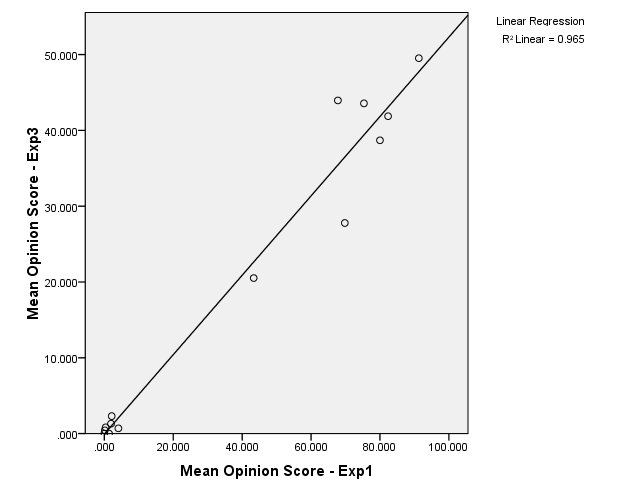 Linear Regression
R² Linear = 0.965
50.000
40.000
30.000
20.000
10.000
.000
Mean Opinion Score - Exp3
.000 20.000 40.000 60.000 80.000 100.000
Mean Opinion Score - Exp1